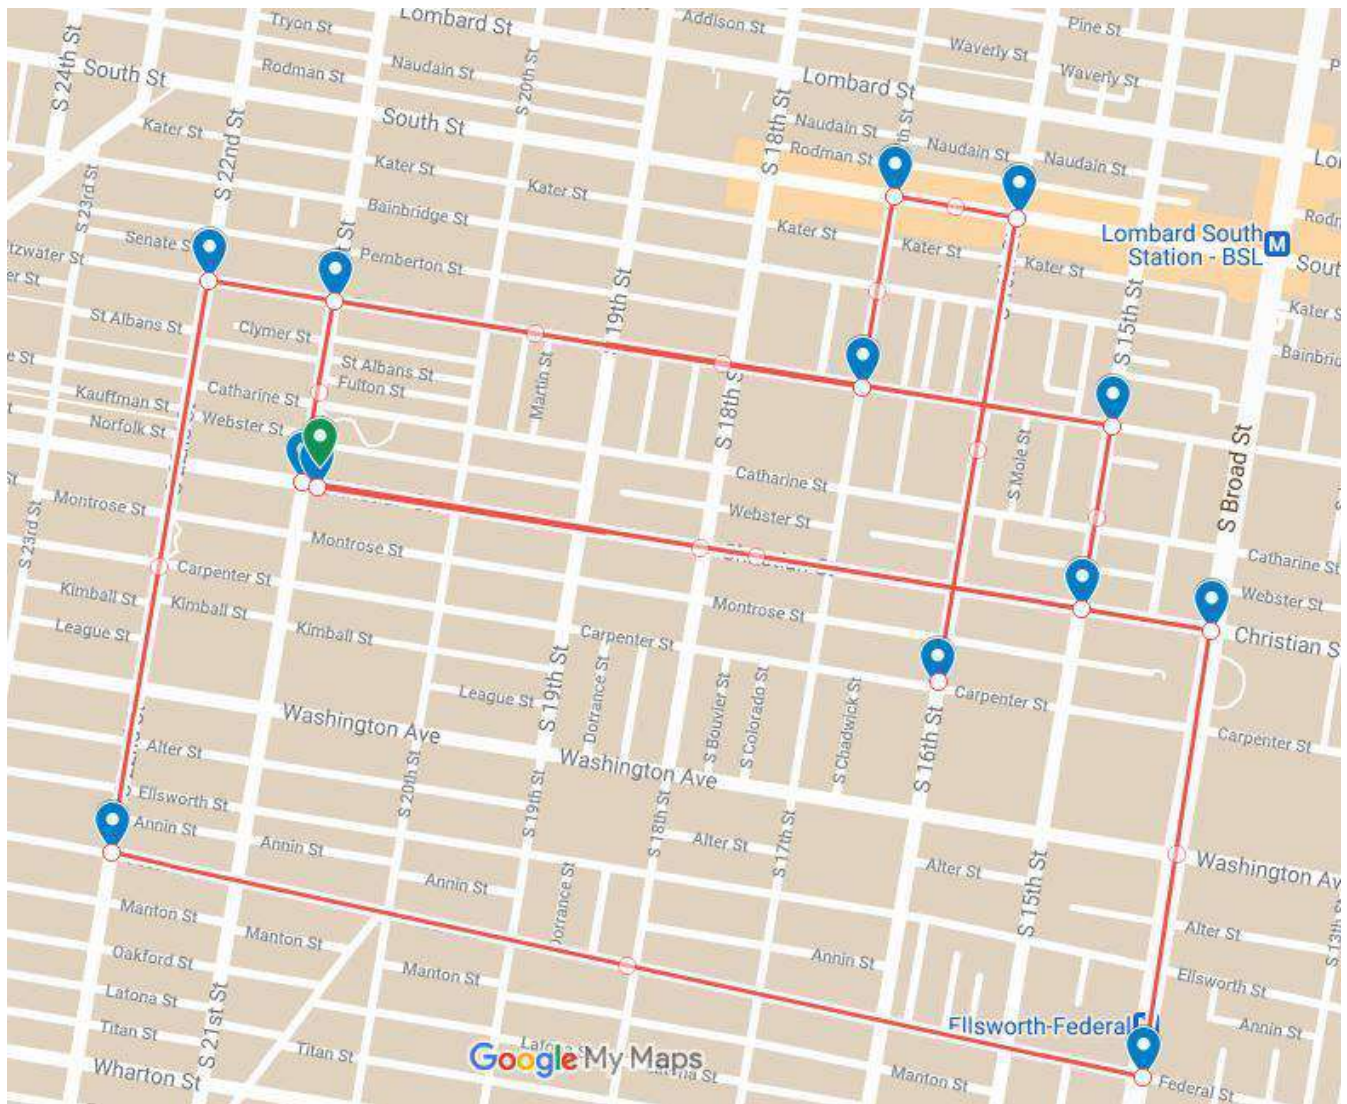 Tryon St
Lombard St
Addison St
Pine St
S 24th St
South St
Rodman St
Naudain St
S 20th St
Waverly St
Waverly St
Lombard St
Kater St
S 22nd St
South St
Kater St
S 18th St
Naudain St
Rodman St
Naudain St
Naudain St
S 23rd St
Kater St
Bainbridge St
Kater St
Kater St
Kater St
Lombard South
Station - BSL
M
Senate S
Pemberton St
St Albans St
Clymer St
S 19th St
S 15th St
St Albans St
Fulton St
Martin St
Catharine St
Kauffman St
Norfolk St
Webster St
S 18th S
S Mole St
S Broad St
Catharine St
Webster St
Montrose St
S 23rd St
Montrose St
Catharine St
Carpenter St
Kimball St
Kimball St
League St
Kimball St
Montrose St
Webster St
Christian S
Carpenter St
S 19th St
Dorrance St
S Bouvier St
S Colorado St
S Chadwick St
League St
Carpenter St
S 16th St
Washington Ave
Washington Ave
Carpenter St
Alter St
S 20th St
Ellsworth St
Annin St
Annin St
S 19th St
S 18th St
Alter St
S 17th St
Alter St
S 15th St
Washington Av
Annin St
Manton St
Manton St
Dorrance St
Annin St
Alter St
S 13th St
Oakford St
Manton St
Ellsworth St
Latona St
S 21st St
Titan St
Titan St
Ellsworth-Federal
Annin St
Google My Maps
Wharton St
Manton St
Federal St